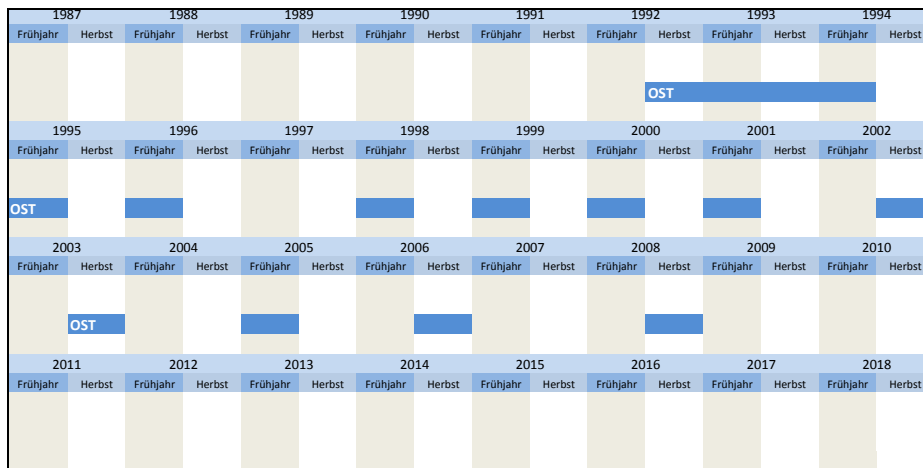 1987 1988 1989 1990 1991 1992 1993 1994
Frühjahr Herbst Frühjahr Herbst Frühjahr Herbst Frühjahr Herbst Frühjahr Herbst Frühjahr Herbst Frühjahr Herbst Frühjahr Herbst
OST
1995 1996 1997 1998 1999 2000 2001 2002
Frühjahr Herbst Frühjahr Herbst Frühjahr Herbst Frühjahr Herbst Frühjahr Herbst Frühjahr Herbst Frühjahr Herbst Frühjahr Herbst
OST
2003 2004 2005 2006 2007 2008 2009 2010
Frühjahr Herbst Frühjahr Herbst Frühjahr Herbst Frühjahr Herbst Frühjahr Herbst Frühjahr Herbst Frühjahr Herbst Frühjahr Herbst
OST
2011 2012 2013 2014 2015 2016 2017 2018
Frühjahr Herbst Frühjahr Herbst Frühjahr Herbst Frühjahr Herbst Frühjahr Herbst Frühjahr Herbst Frühjahr Herbst Frühjahr Herbst